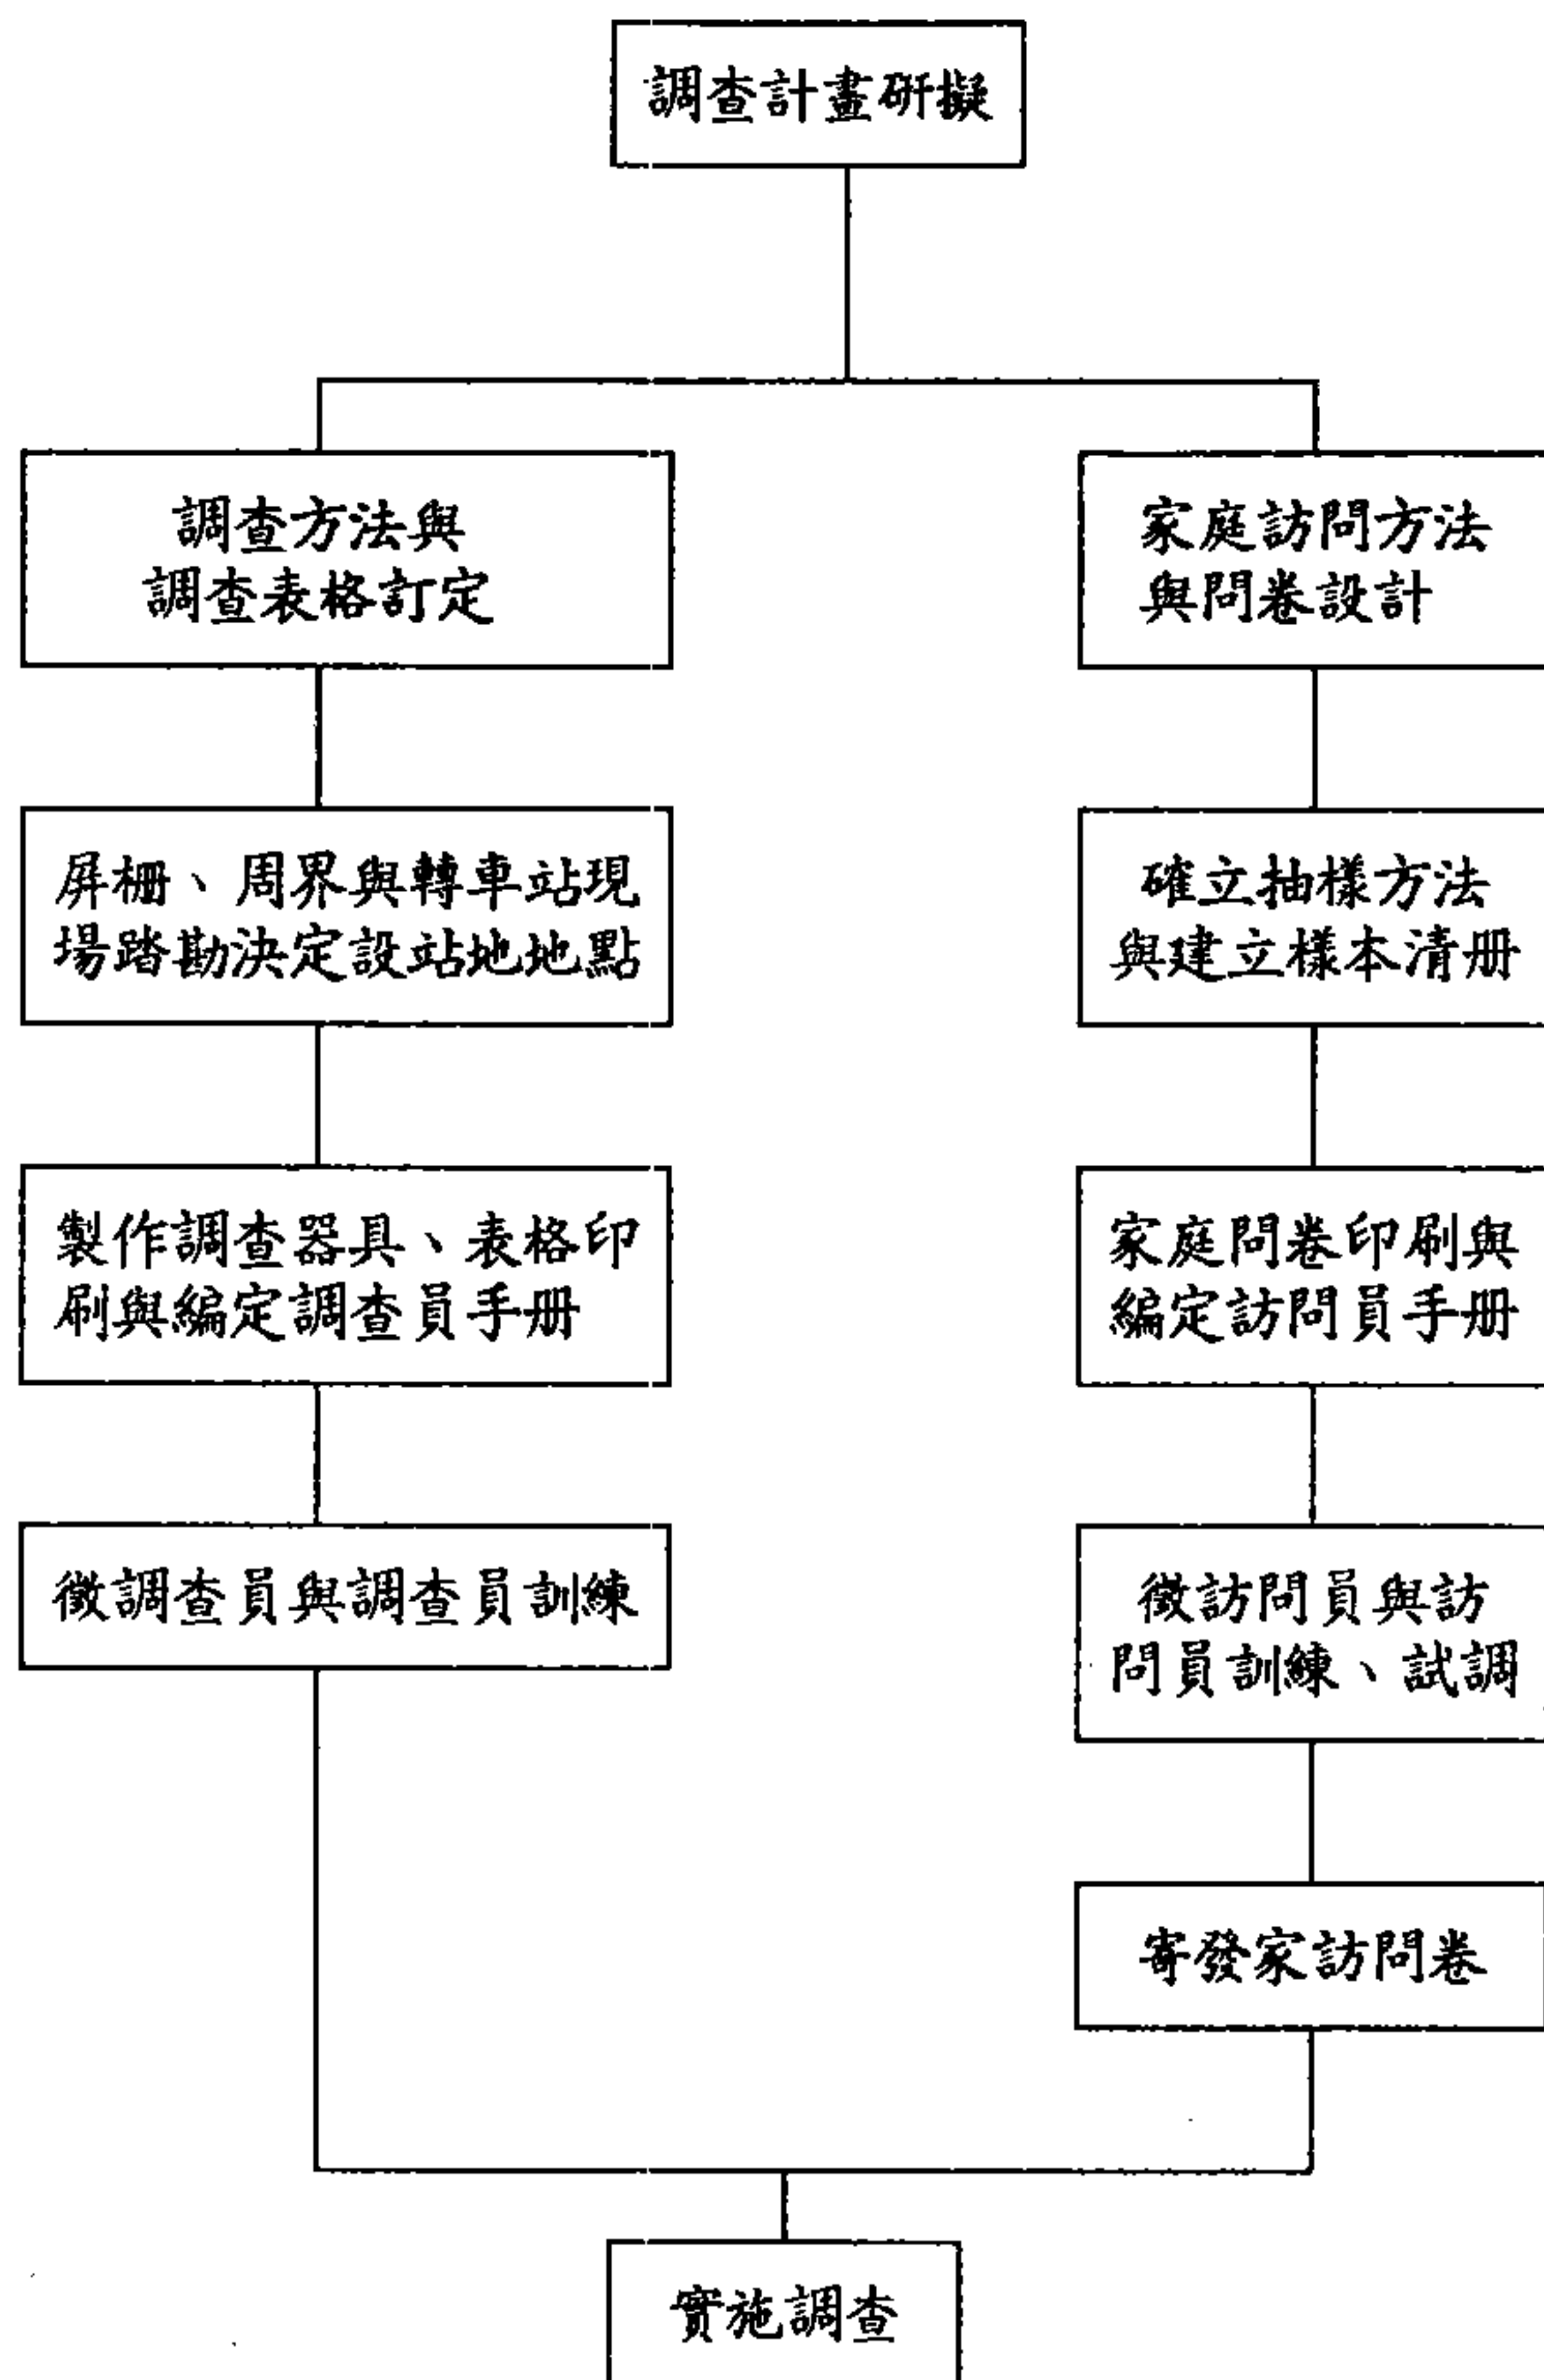 調查計畫研擬
調查方法與
調查表格訂定
屏柵、周界與轉車站現
場踏勘決定設站地地點
製作調查器具、表格印
刷與編定調查員手册
徵調查員與調查員訓練
家庭訪問方法
與問卷設計
確立抽樣方法
與建立樣本清册
家庭問卷印刷與
編定訪問員手册
徵訪問員與訪
問員訓練、試調
寄發家訪問卷
實施調查